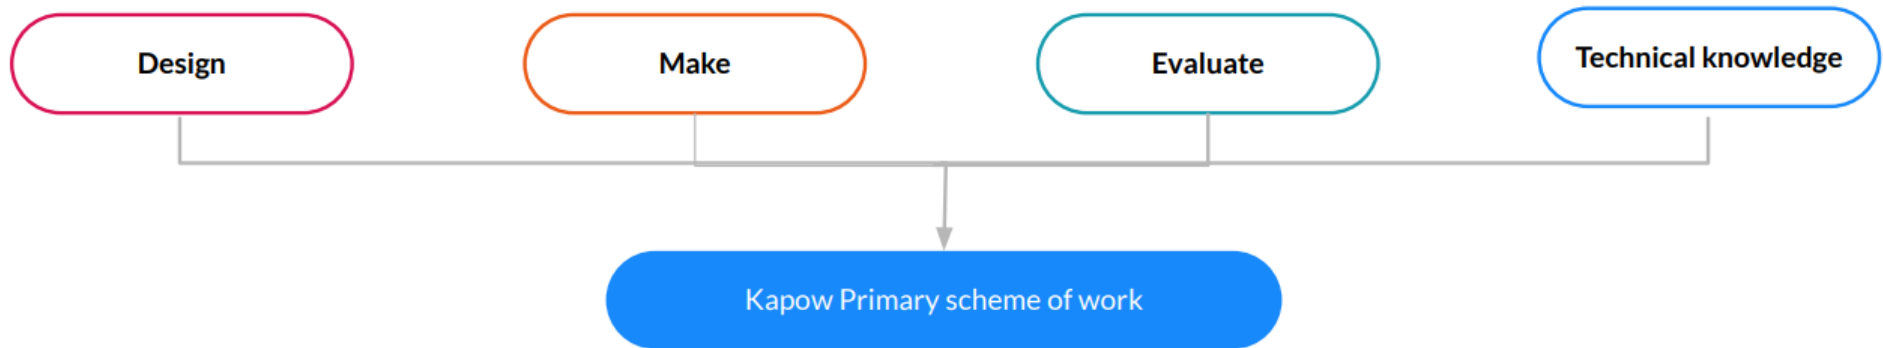 Design
Make
Evaluate
Technical knowledge
Kapow Primary scheme of work